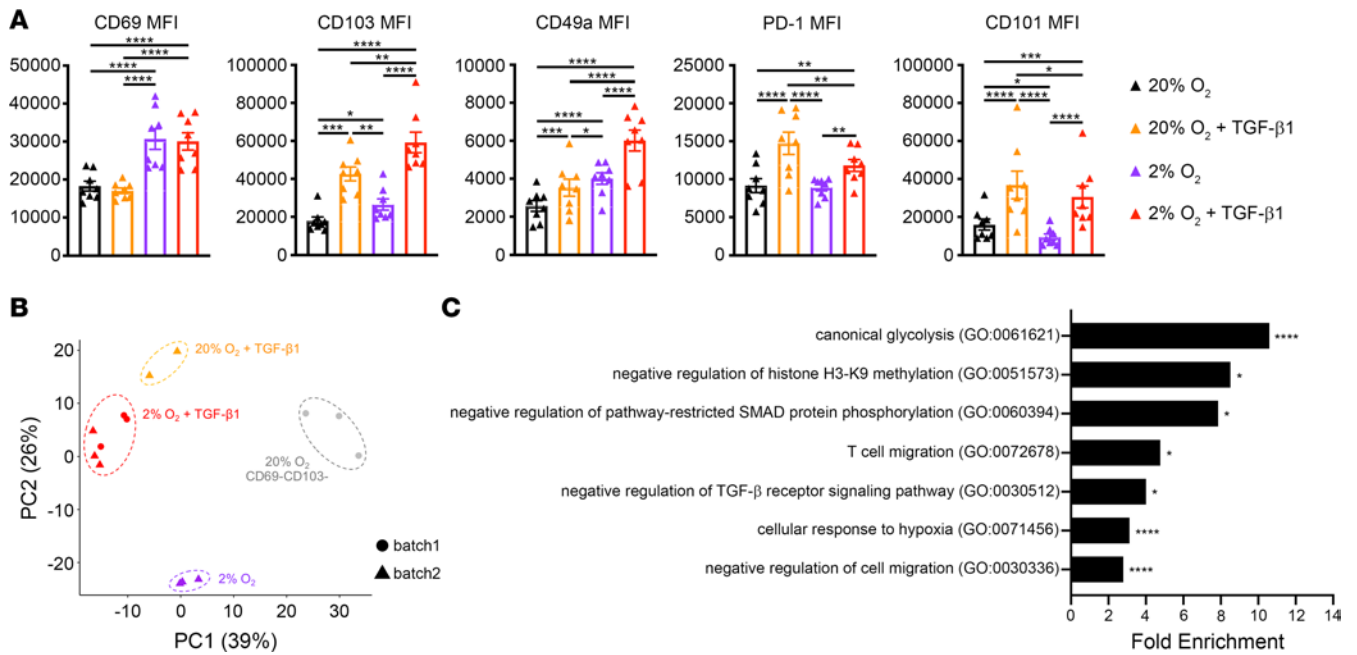 A
CD69 MFI
CD103 MFI
CD49a MFI
PD-1 MFI
CD101 MFI
****
****
****
****
50000
40000
30000
20000
10000
0
****
**
****
*
***
**
100000
80000
60000
40000
20000
0
****
****
****
****
***
*
10000
8000
6000
4000
2000
0
**
**
****
****
**
25000
20000
15000
10000
5000
0
***
*
*
****
****
****
100000
80000
60000
40000
20000
0
20% O₂
20% O₂ + TGF-β1
2% O₂
2% O₂ + TGF-β1
B
20% O₂ + TGF-β1
2% O₂ + TGF-β1
20% O₂
CD69-CD103-
2% O₂
batch1
batch2
20
10
0
-10
-20
PC2 (26%)
-10
0
10
20
30
PC1 (39%)
C
canonical glycolysis (GO:0061621)
****
negative regulation of histone H3-K9 methylation (GO:0051573)
*
negative regulation of pathway-restricted SMAD protein phosphorylation (GO:0060394)
*
T cell migration (GO:0072678)
*
negative regulation of TGF-β receptor signaling pathway (GO:0030512)
*
cellular response to hypoxia (GO:0071456)
****
negative regulation of cell migration (GO:0030336)
****
0 2 4 6 8 10 12 14
Fold Enrichment